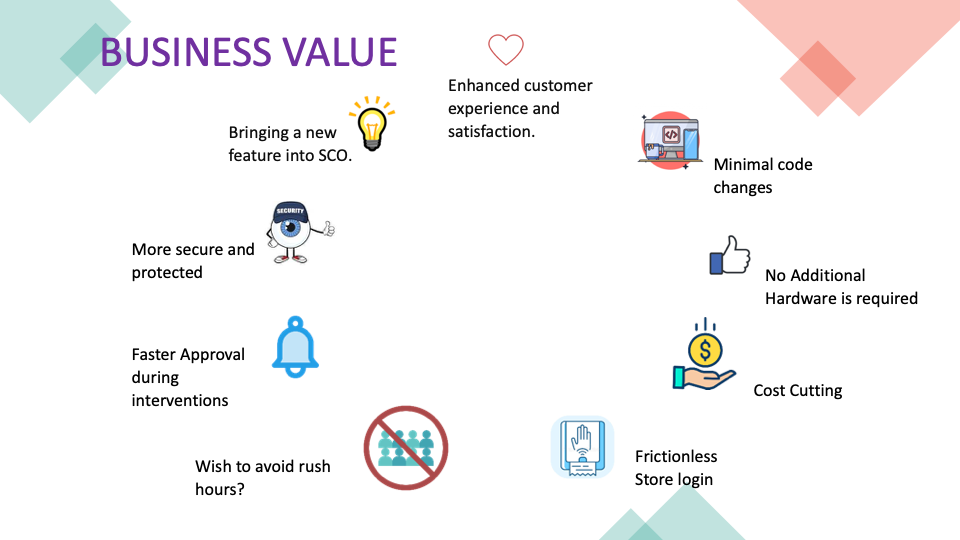 BUSINESS VALUE
Enhanced customer
experience and
satisfaction.
Bringing a new
feature into SCO.
</>
Minimal code
changes
SECURITY
More secure and
protected
No Additional
Hardware is required
Faster Approval
during
interventions
$
Cost Cutting
Wish to avoid rush
hours?
Frictionless
Store login